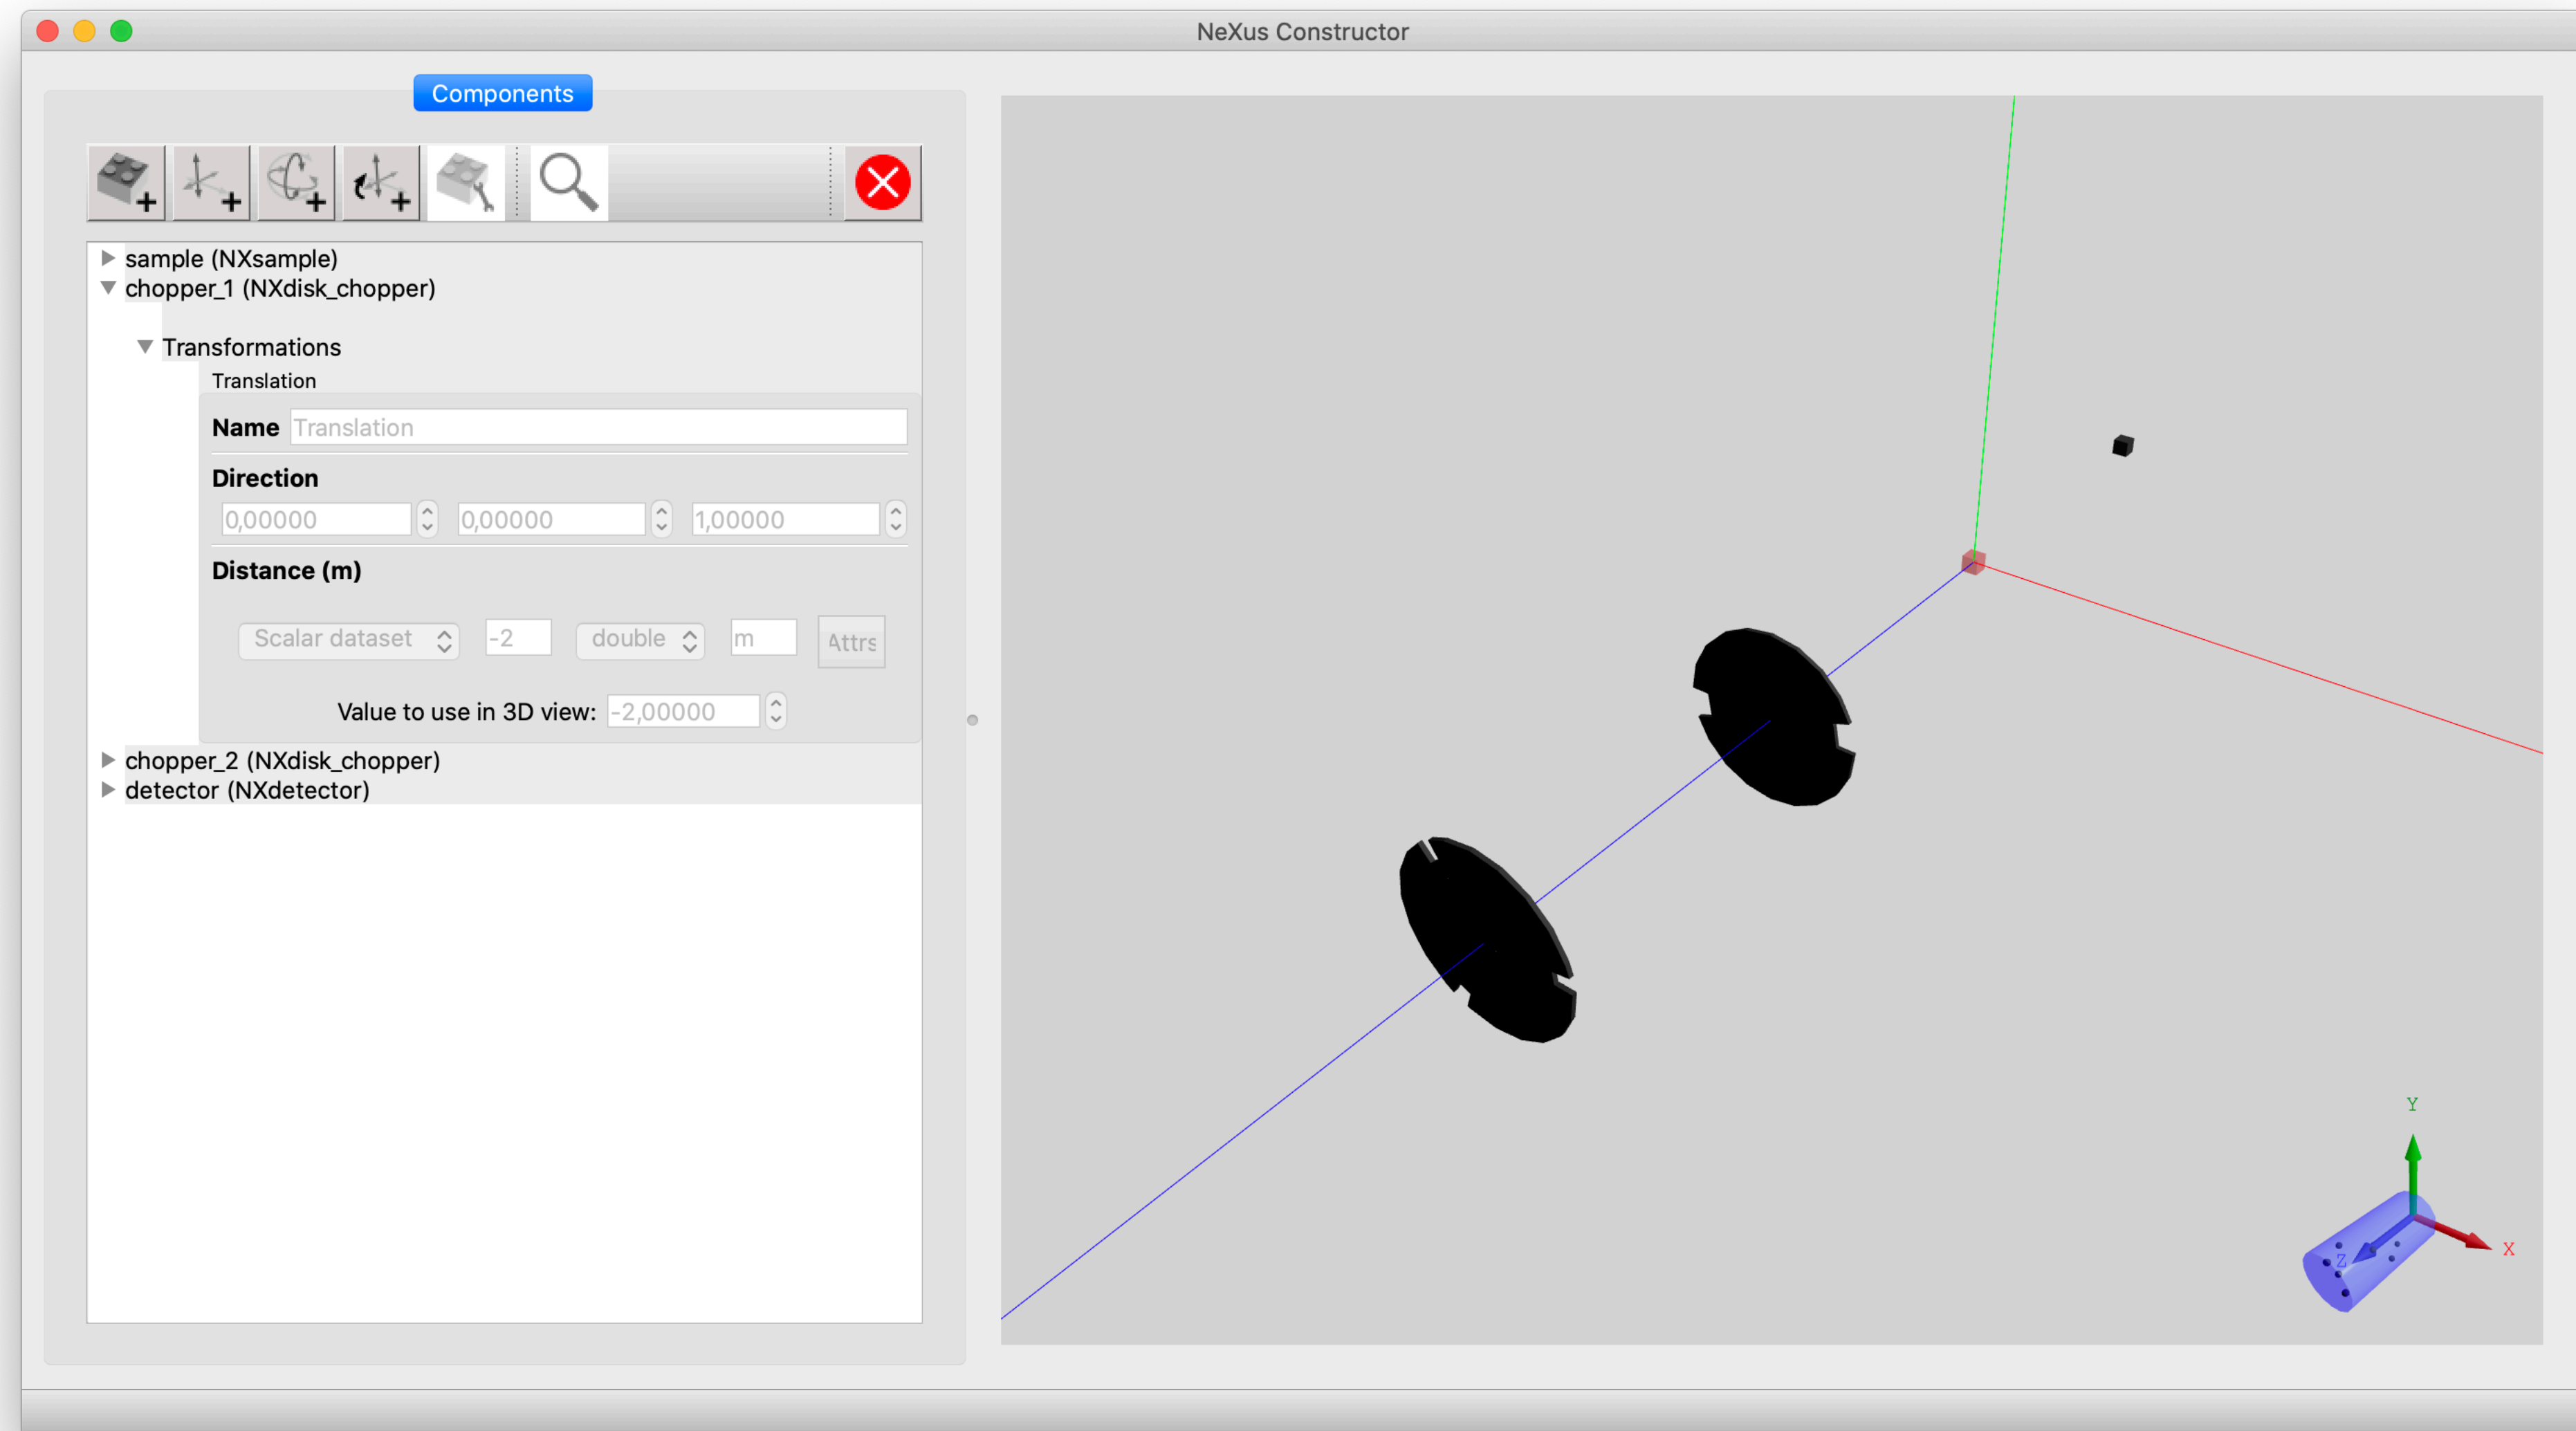 NeXus Constructor
Components
sample (NXsample)
chopper_1 (NXdisk_chopper)
Transformations
Translation
Name Translation
Direction
0,00000 0,00000 1,00000
Distance (m)
Scalar dataset -2 double m Attrs
Value to use in 3D view: -2,00000
chopper_2 (NXdisk_chopper)
detector (NXdetector)
Y
Z
X